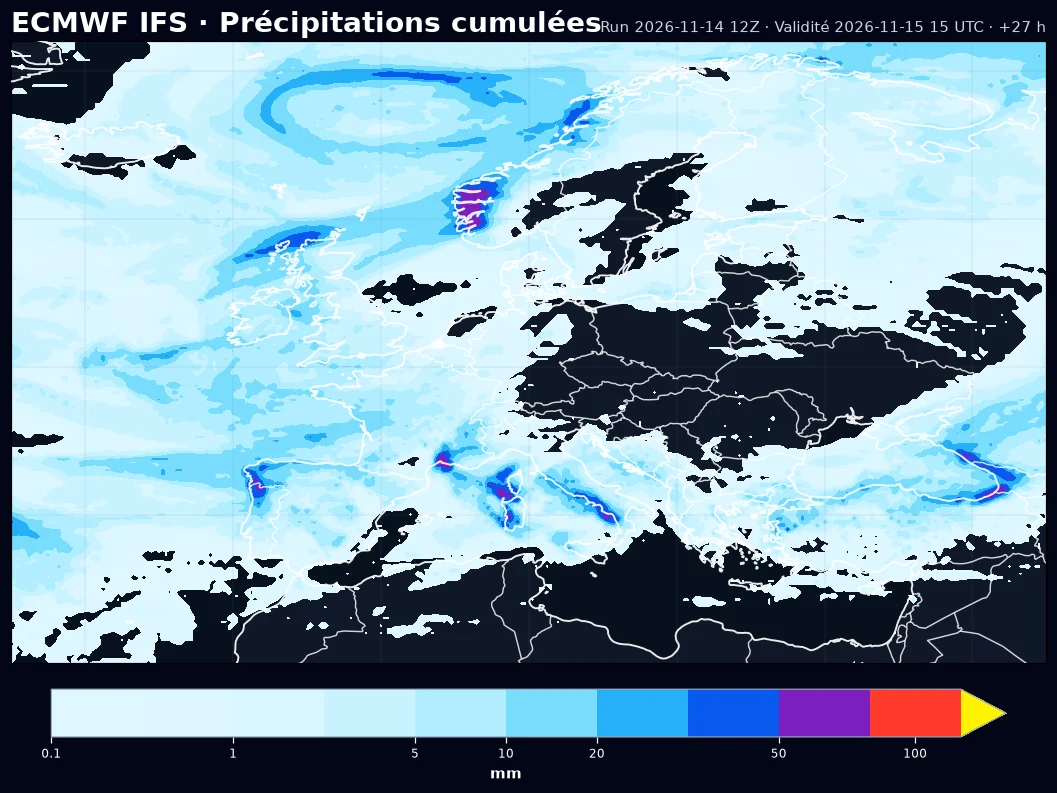 ECMWF IFS · Précipitations cumulées
Run 2026-11-14 12Z · Validité 2026-11-15 15 UTC · +27 h
0.1 1 5 10 20 50 100
mm